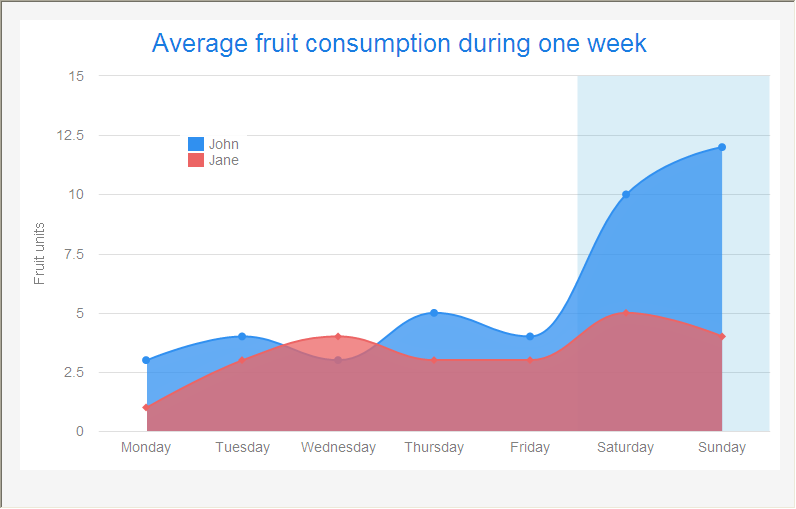 Average fruit consumption during one week
15
12.5
10
7.5
5
2.5
0
Fruit units
John
Jane
Monday Tuesday Wednesday Thursday Friday Saturday Sunday